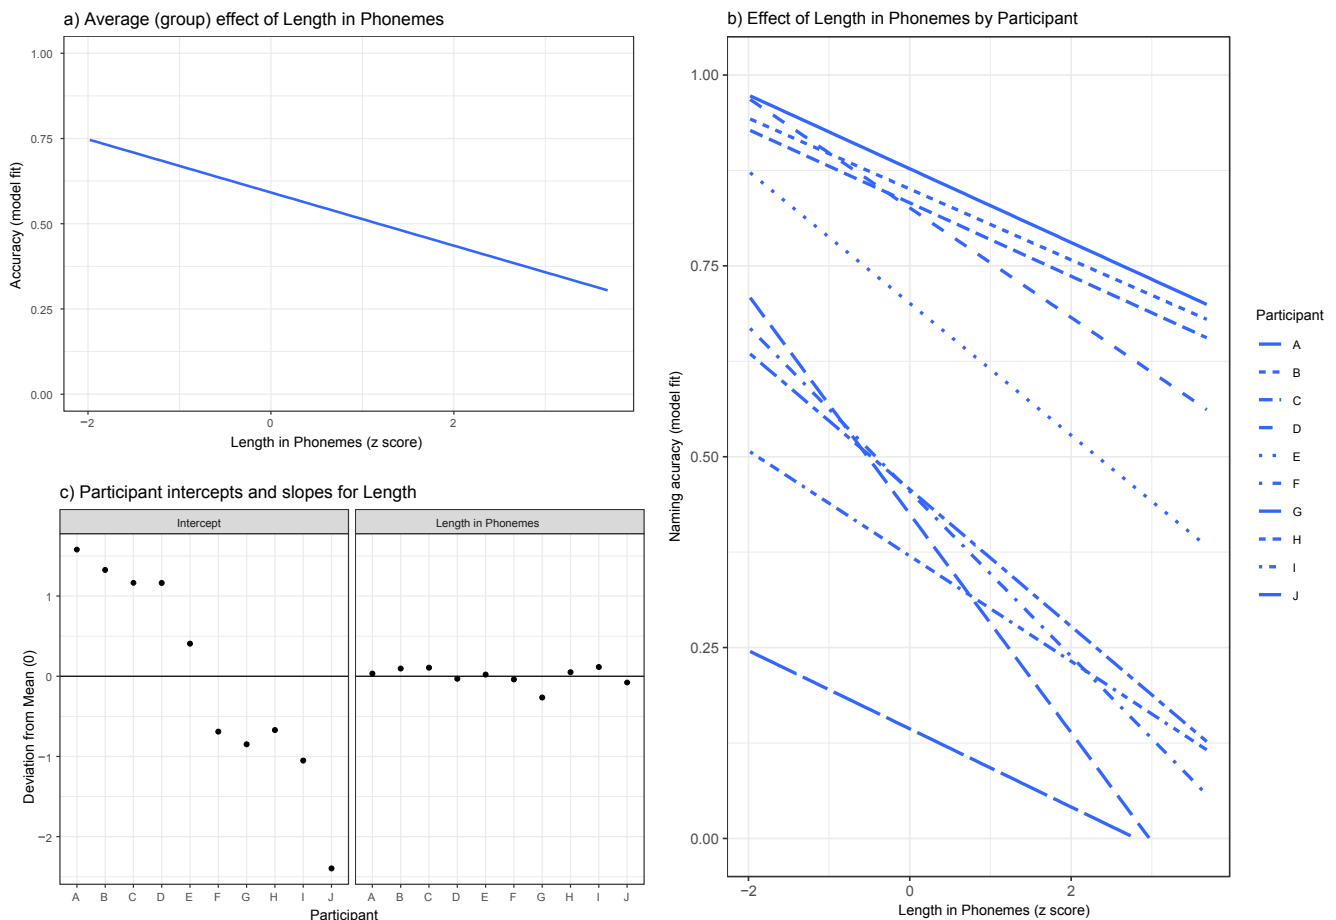 a) Average (group) effect of Length in Phonemes
1.00
0.75
0.50
0.25
0.00
Accuracy (model fit)
−2 0 2
Length in Phonemes (z score)
b) Effect of Length in Phonemes by Participant
1.00
0.75
0.50
0.25
0.00
Naming accuracy (model fit)
−2 0 2
Length in Phonemes (z score)
Participant
A
B
C
D
E
F
G
H
I
J
c) Participant intercepts and slopes for Length
Intercept Length in Phonemes
1
0
−1
−2
Deviation from Mean (0)
A B C D E F G H I J A B C D E F G H I J
Participant